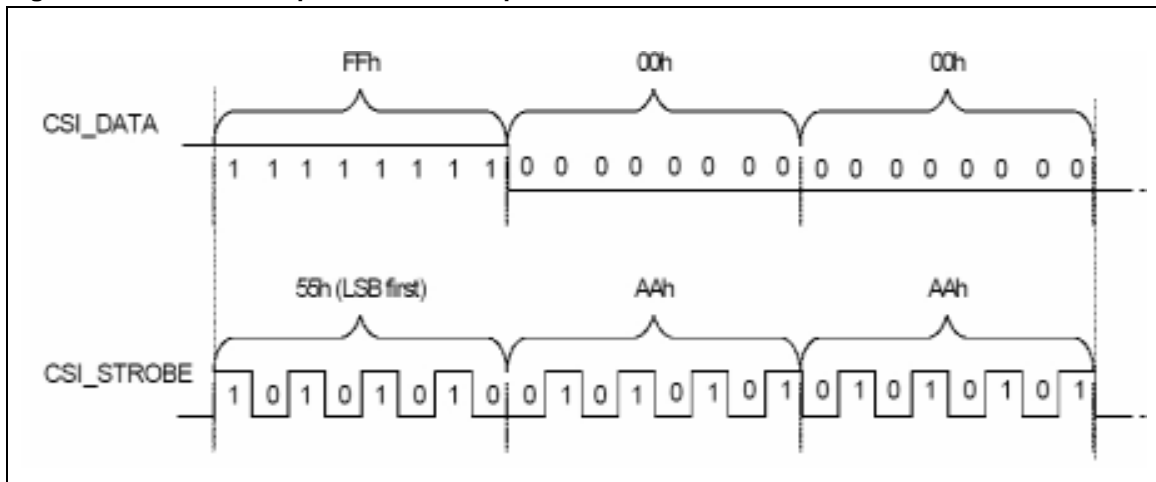 FFh 00h 00h
CSI_DATA
1 1 1 1 1 1 1 1 0 0 0 0 0 0 0 0 0 0 0 0 0 0 0 0
55h (LSB first) AAh AAh
CSI_STROBE
1 0 1 0 1 0 1 0 0 1 0 1 0 1 0 1 0 1 0 1 0 1 0 1